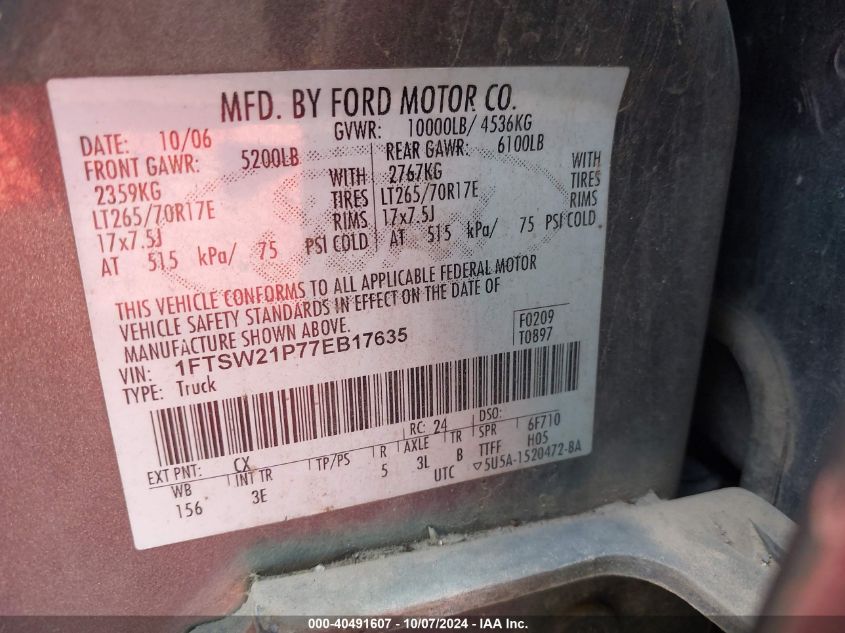 MFD. BY FORD MOTOR CO.
DATE: 10/06 GVWR: 10000LB/ 4536KG
FRONT GAWR: 5200LB REAR GAWR: 6100LB
2359KG WITH 2767KG WITH
LT265/70R17E TIRES LT265/70R17E TIRES
17x7.5J RIMS 17x7.5J RIMS
AT 515 kPa/ 75 PSI COLD AT 515 kPa/ 75 PSI COLD
THIS VEHICLE CONFORMS TO ALL APPLICABLE FEDERAL MOTOR
VEHICLE SAFETY STANDARDS IN EFFECT ON THE DATE OF
MANUFACTURE SHOWN ABOVE.
F0209
VIN: 1FTSW21P77EB17635
T0897
TYPE: Truck
RC: 24 DSO:
EXT PNT: CX 6F710
WB INT TR TP/PS R AXLE TR SPR
156 3E 5 3L B TTFF H05
UTC ▽5U5A-1520472-BA
000-40491607 - 10/07/2024 - IAA Inc.